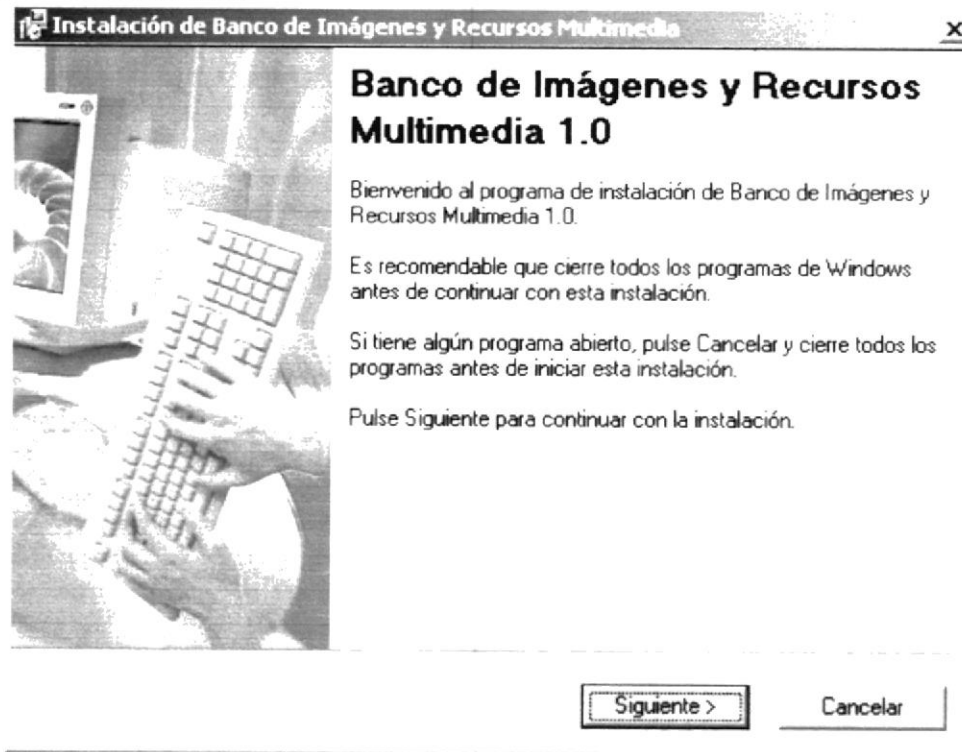 Instalación de Banco de Imágenes y Recursos Multimedia
Banco de Imágenes y Recursos
Multimedia 1.0
Bienvenido al programa de instalación de Banco de Imágenes y
Recursos Multimedia 1.0.
Es recomendable que cierre todos los programas de Windows
antes de continuar con esta instalación.
Si tiene algún programa abierto, pulse Cancelar y cierre todos los
programas antes de iniciar esta instalación.
Pulse Siguiente para continuar con la instalación.
Siguiente >
Cancelar